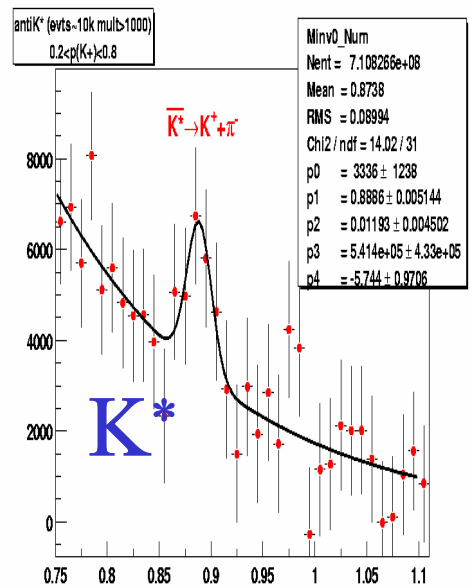 antiK* (evts~10k mult>1000)
0.2<p(K+)<0.8
Minv0_Num
Nent = 7.108266e+08
Mean = 0.8738
RMS = 0.08994
Chi2 / ndf = 14.02 / 31
p0 = 3336 ± 1238
p1 = 0.8886 ± 0.005144
p2 = 0.01193 ± 0.004502
p3 = 5.414e+05 ± 4.33e+05
p4 = -5.744 ± 0.9706
K*→K⁺+π⁻
8000
6000
4000
2000
0
K*
0.75 0.8 0.85 0.9 0.95 1 1.05 1.1